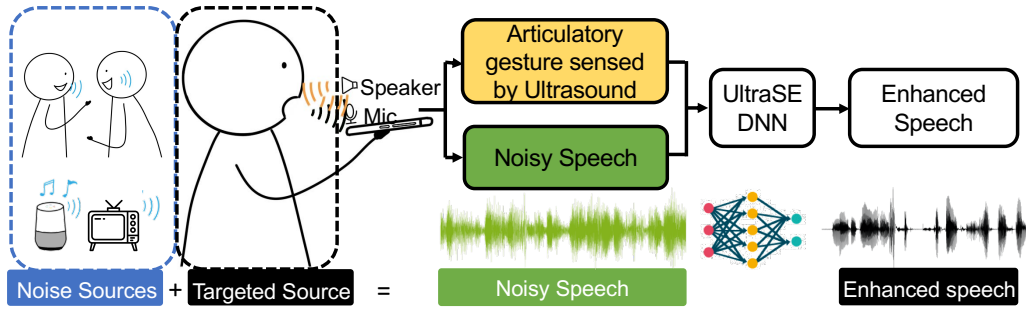 Speaker
Mic
Articulatory
gesture sensed
by Ultrasound
Noisy Speech
UltraSE
DNN
Enhanced
Speech
Noise Sources + Targeted Source =
Noisy Speech
Enhanced speech